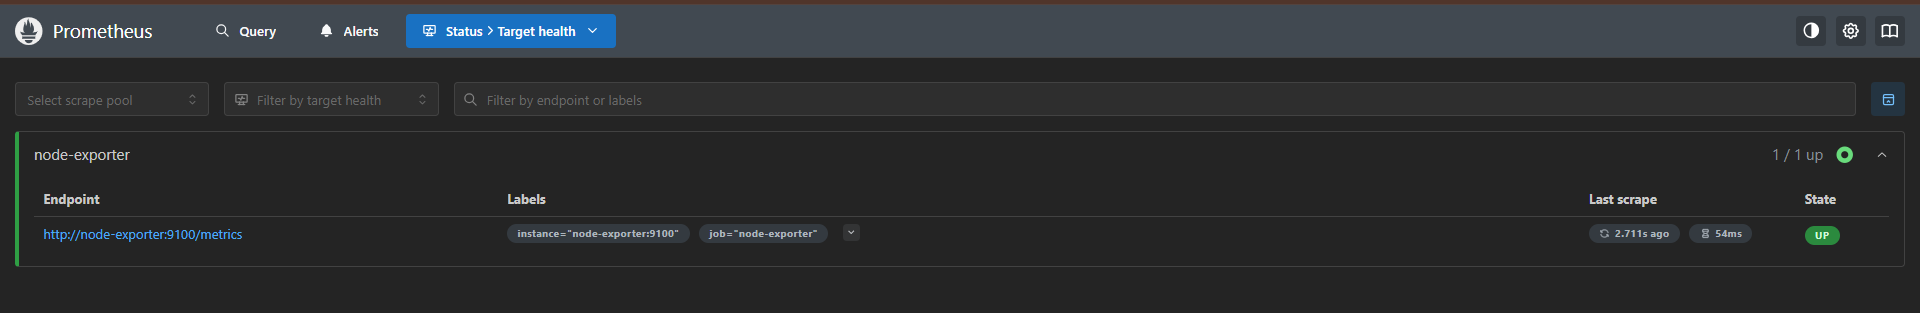 Prometheus Query Alerts Status > Target health
Select scrape pool Filter by target health Filter by endpoint or labels
node-exporter 1 / 1 up
Endpoint Labels Last scrape State
http://node-exporter:9100/metrics instance="node-exporter:9100" job="node-exporter" 2.711s ago 54ms UP